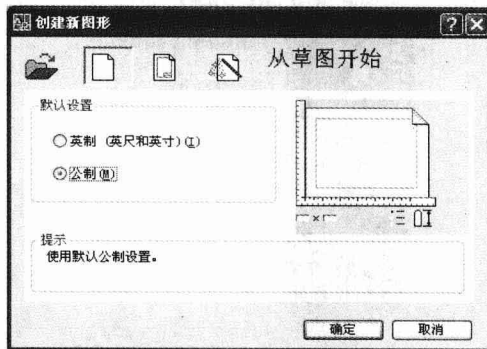 创建新图形
从草图开始
默认设置
英制 (英尺和英寸)(I)
公制(M)
提示
使用默认公制设置。
确定
取消